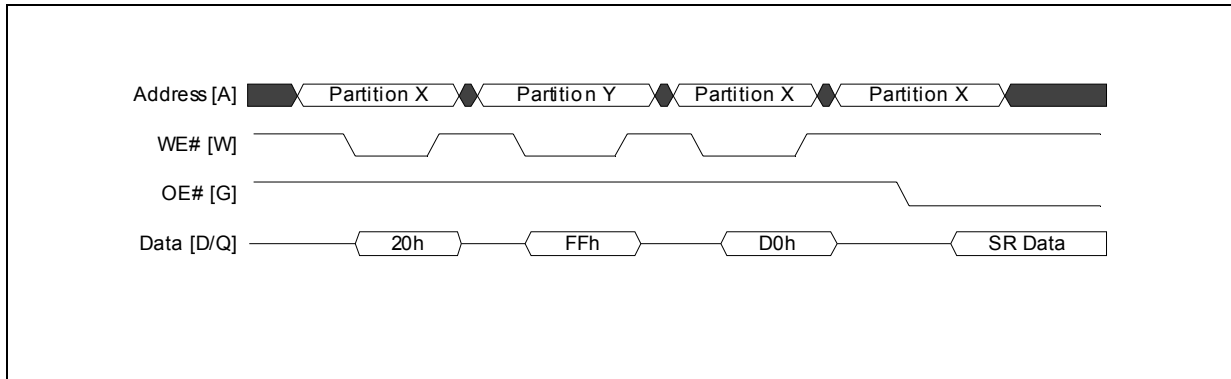 Address [A] Partition X Partition Y Partition X Partition X
WE# [W]
OE# [G]
Data [D/Q] 20h FFh D0h SR Data